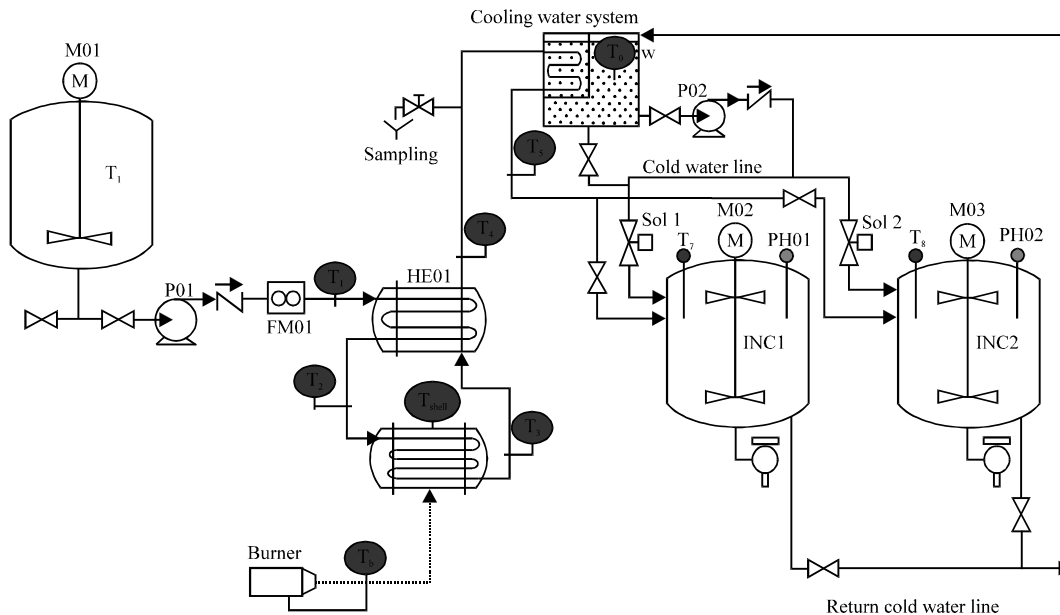 Cooling water system
M01
M
T₀
w
P02
T₁
Sampling
T₅
Cold water line
T₄
Sol 1
M02
M
Sol 2
M03
M
T₇
PH01
T₈
PH02
P01
T₁
HE01
FM01
INC1
INC2
T₂
Tshell
T₃
Burner
Tb
Return cold water line